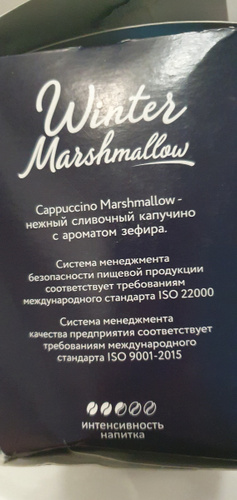 Winter
Marshmallow
Cappuccino Marshmallow -
нежный сливочный капучино
с ароматом зефира.
Система менеджмента
безопасности пищевой продукции
соответствует требованиям
международного стандарта ISO 22000
Система менеджмента
качества предприятия соответствует
требованиям международного
стандарта ISO 9001-2015
ИНТЕНСИВНОСТЬ
НАПИТКА